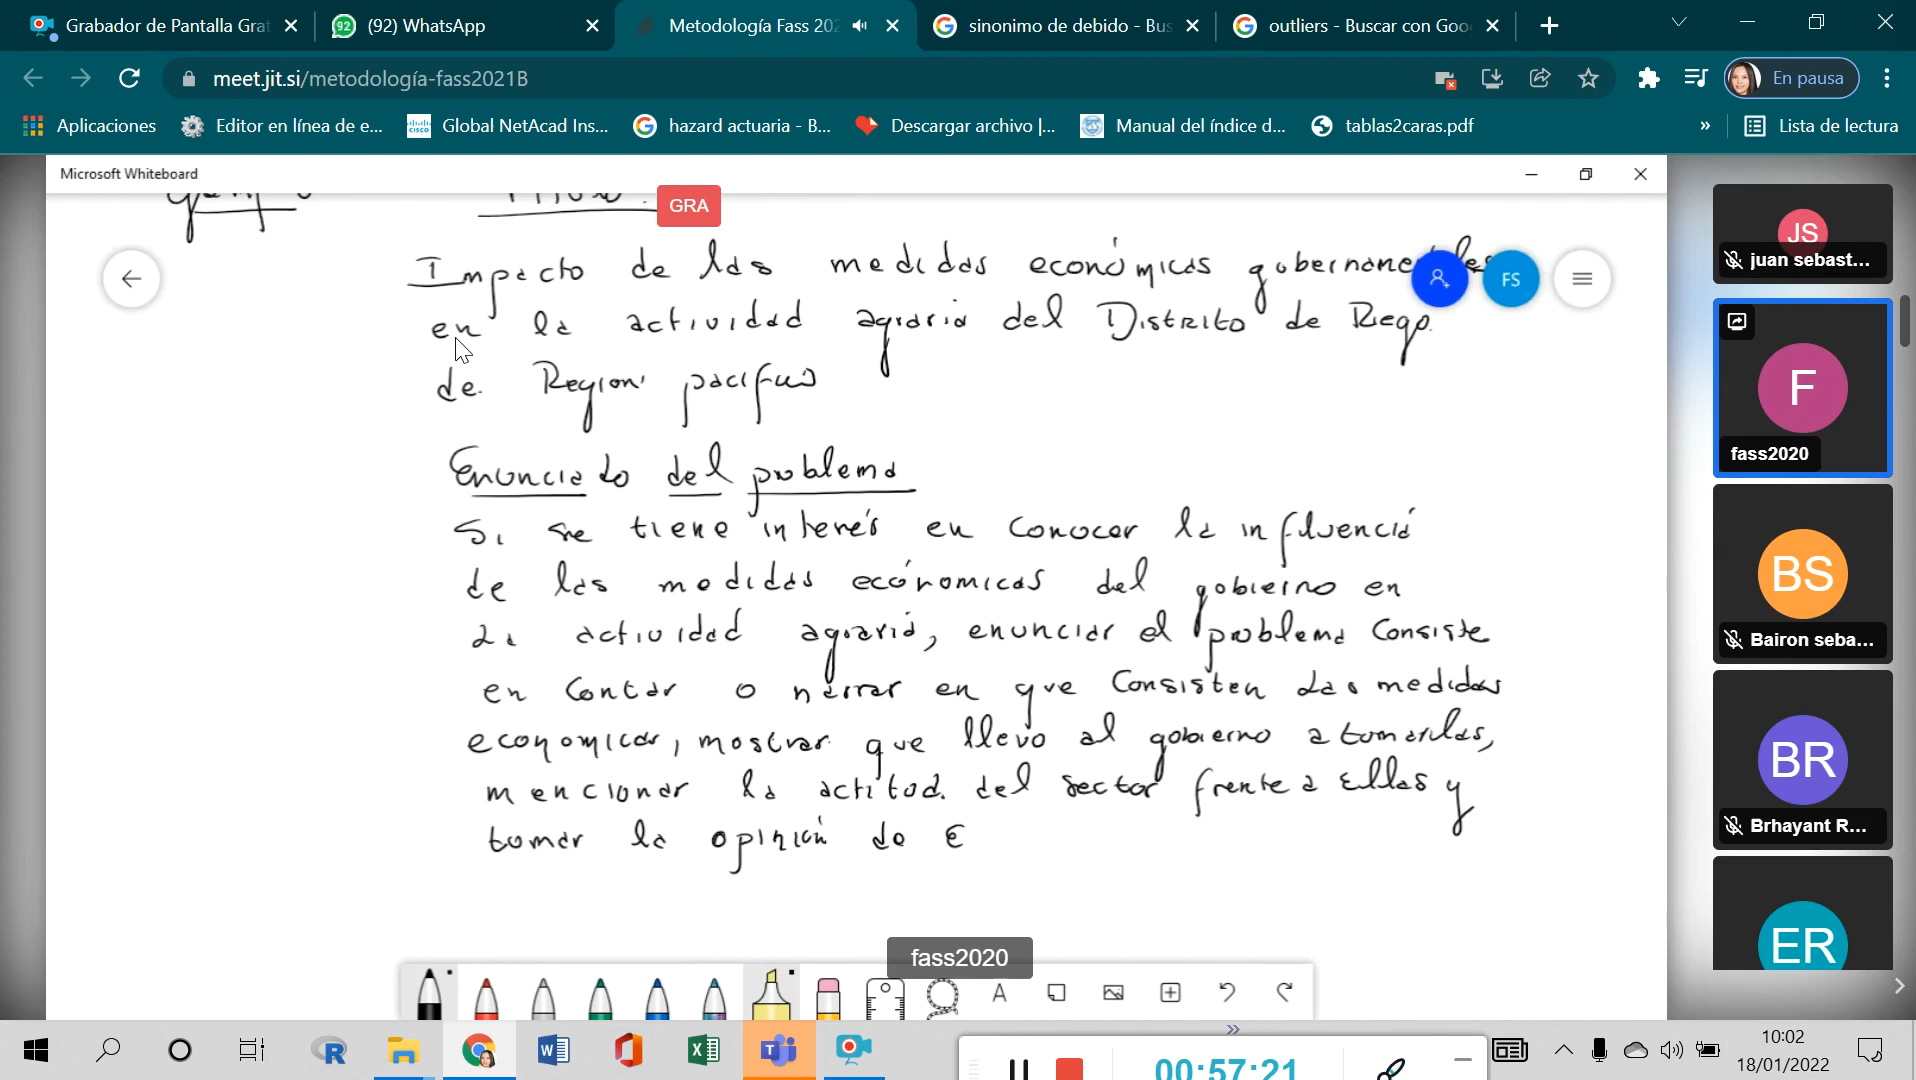 Grabador de Pantalla Grat
(92) WhatsApp
Metodología Fass 202
sinonimo de debido - Bus
outliers - Buscar con Goo
meet.jit.si/metodología-fass2021B
En pausa
Aplicaciones
Editor en línea de e...
Global NetAcad Ins...
hazard actuaria - B...
Descargar archivo |...
Manual del índice d...
tablas2caras.pdf
»
Lista de lectura
Microsoft Whiteboard
GRA
Impacto de las medidas económicas gubernamentales
en la actividad agraria del Distrito de Riego
de Region pacifico
Enunciado del problema
Si se tiene interés en conocer la influencia
de las medidas económicas del gobierno en
la actividad agraria, enunciar el problema consiste
en contar o narrar en que consisten las medidas
economicas, mostrar que llevo al gobierno a tomarlas,
mencionar la actitud del sector frente a Ellas y
tomar la opinión de E
FS
JS
juan sebast...
F
fass2020
BS
Bairon seba...
BR
Brhayant R...
ER
fass2020
00:57:21
10:02
18/01/2022